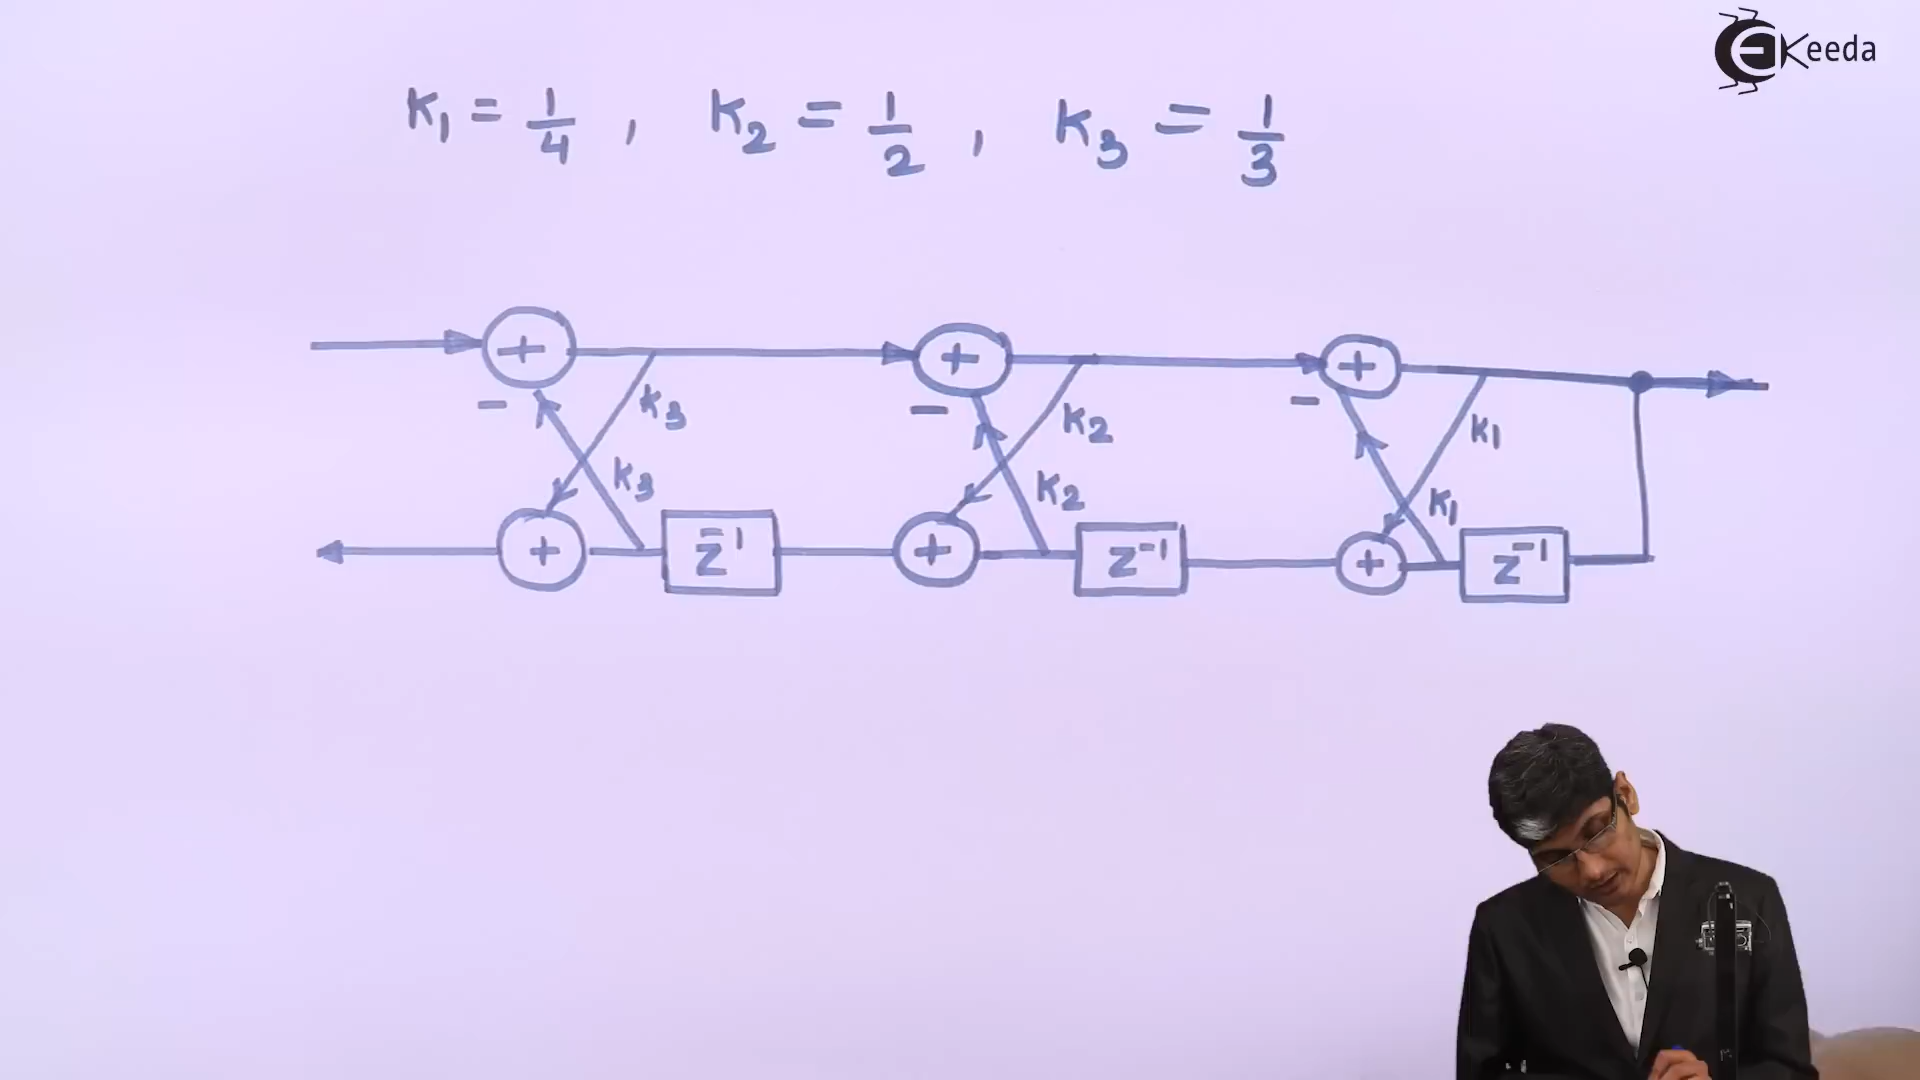 EKeeda
K₁ = 1/4 , K₂ = 1/2 , K₃ = 1/3
+ + +
- - -
K₃ K₂ K₁
K₃ K₂ K₁
+ z⁻¹ + z⁻¹ + z⁻¹